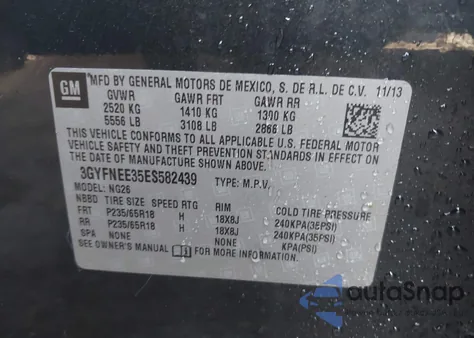 GM
MFD BY GENERAL MOTORS DE MEXICO, S. DE R.L. DE C.V. 11/13
GVWR GAWR FRT GAWR RR
2520 KG 1410 KG 1300 KG
5556 LB 3108 LB 2866 LB
THIS VEHICLE CONFORMS TO ALL APPLICABLE U.S. FEDERAL MOTOR
VEHICLE SAFETY AND THEFT PREVENTION STANDARDS IN EFFECT ON
THE DATE OF MANUFACTURE SHOWN ABOVE.
3GYFNEE35ES582439 TYPE: M.P.V.
MODEL: NG26
NBBD TIRE SIZE SPEED RTG RIM COLD TIRE PRESSURE
FRT P235/65R18 H 18X8J 240KPA(35PSI)
RR P235/65R18 H 18X8J 240KPA(35PSI)
SPA NONE NONE KPA(PSI)
SEE OWNER'S MANUAL FOR MORE INFORMATION.
autoSnap